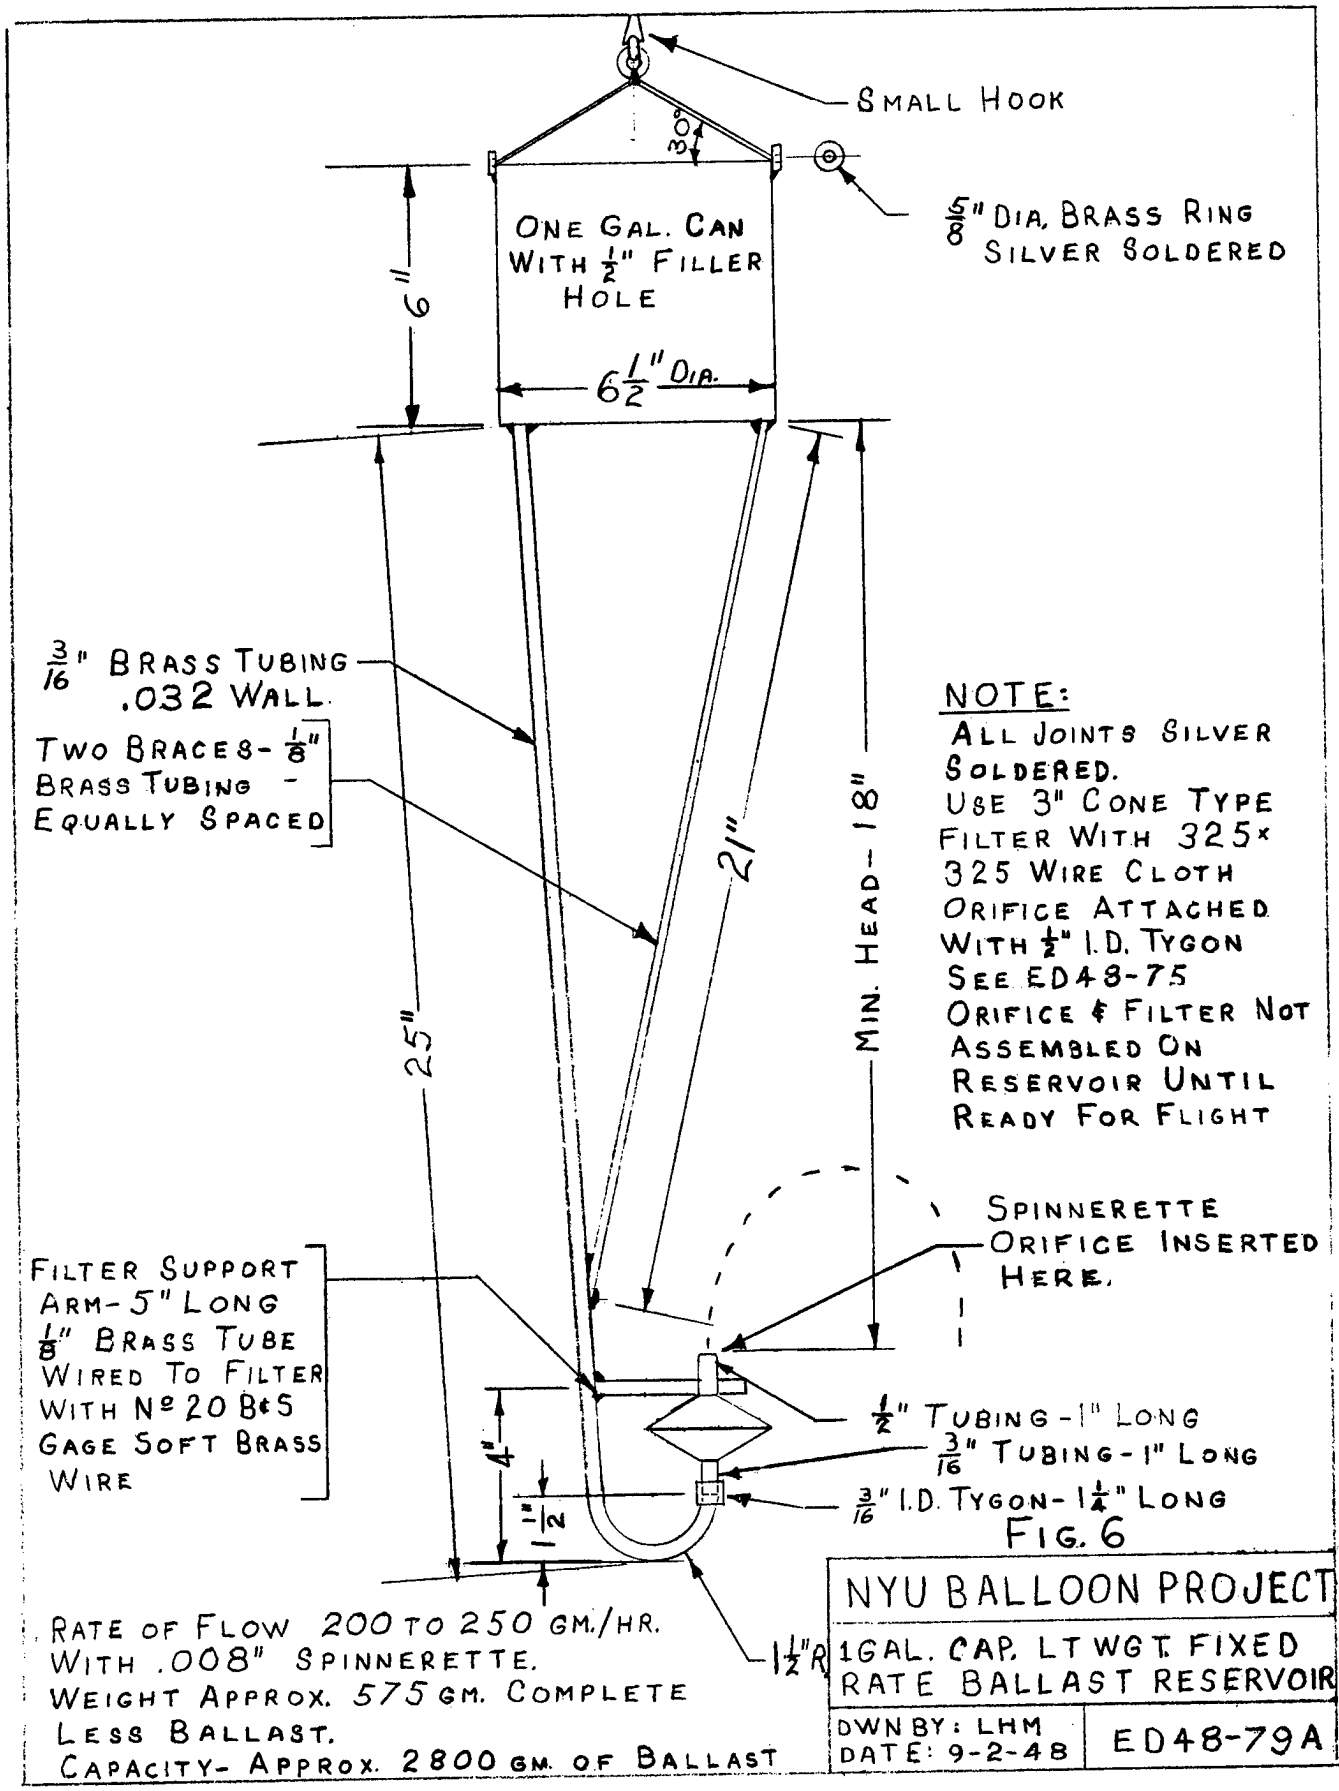 SMALL HOOK
30°
5/8" DIA. BRASS RING
SILVER SOLDERED
ONE GAL. CAN
WITH 1/2" FILLER
HOLE
6"
6 1/2" DIA.
3/16" BRASS TUBING
.032 WALL.
TWO BRACES- 1/8"
BRASS TUBING -
EQUALLY SPACED
25"
21"
MIN. HEAD- 18"
NOTE:
ALL JOINTS SILVER
SOLDERED.
USE 3" CONE TYPE
FILTER WITH 325×
325 WIRE CLOTH
ORIFICE ATTACHED
WITH 1/2" I.D. TYGON
SEE ED48-75
ORIFICE & FILTER NOT
ASSEMBLED ON
RESERVOIR UNTIL
READY FOR FLIGHT
SPINNERETTE
ORIFICE INSERTED
HERE.
FILTER SUPPORT
ARM- 5" LONG
1/8" BRASS TUBE
WIRED TO FILTER
WITH Nº 20 B&S
GAGE SOFT BRASS
WIRE
4"
1 1/2"
1/2" TUBING - 1" LONG
3/16" TUBING - 1" LONG
3/16" I.D. TYGON- 1 1/4" LONG
FIG. 6
1 1/2" R
RATE OF FLOW 200 TO 250 GM./HR.
WITH .008" SPINNERETTE.
WEIGHT APPROX. 575 GM. COMPLETE
LESS BALLAST.
CAPACITY- APPROX. 2800 GM. OF BALLAST
NYU BALLOON PROJECT
1 GAL. CAP. LT WGT. FIXED
RATE BALLAST RESERVOIR
DWN BY: LHM
DATE: 9-2-48
ED48-79A